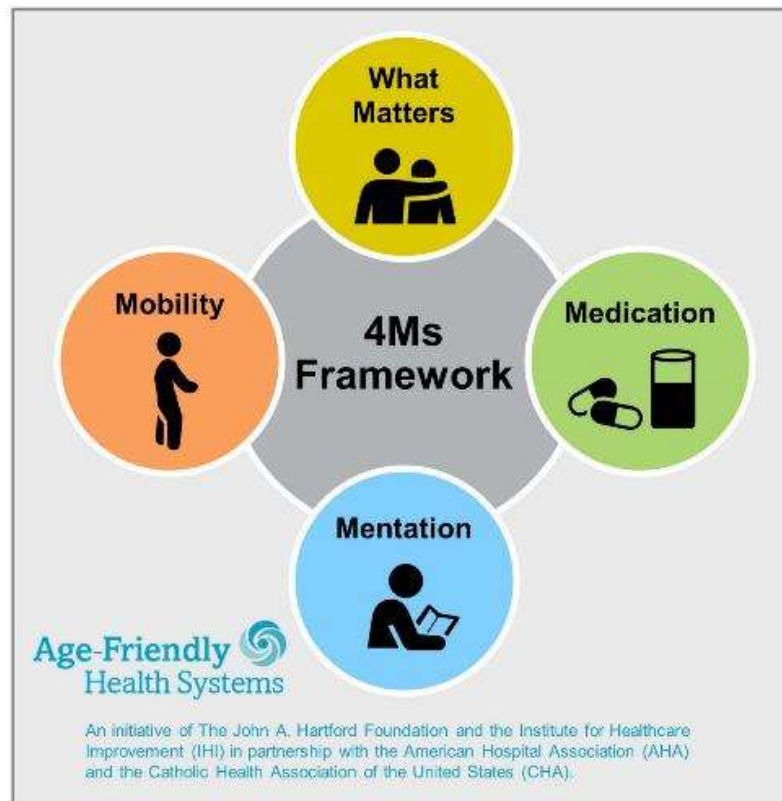 What
Matters
Mobility
4Ms
Framework
Medication
Mentation
Age-Friendly
Health Systems
An initiative of The John A. Hartford Foundation and the Institute for Healthcare
Improvement (IHI) in partnership with the American Hospital Association (AHA)
and the Catholic Health Association of the United States (CHA).